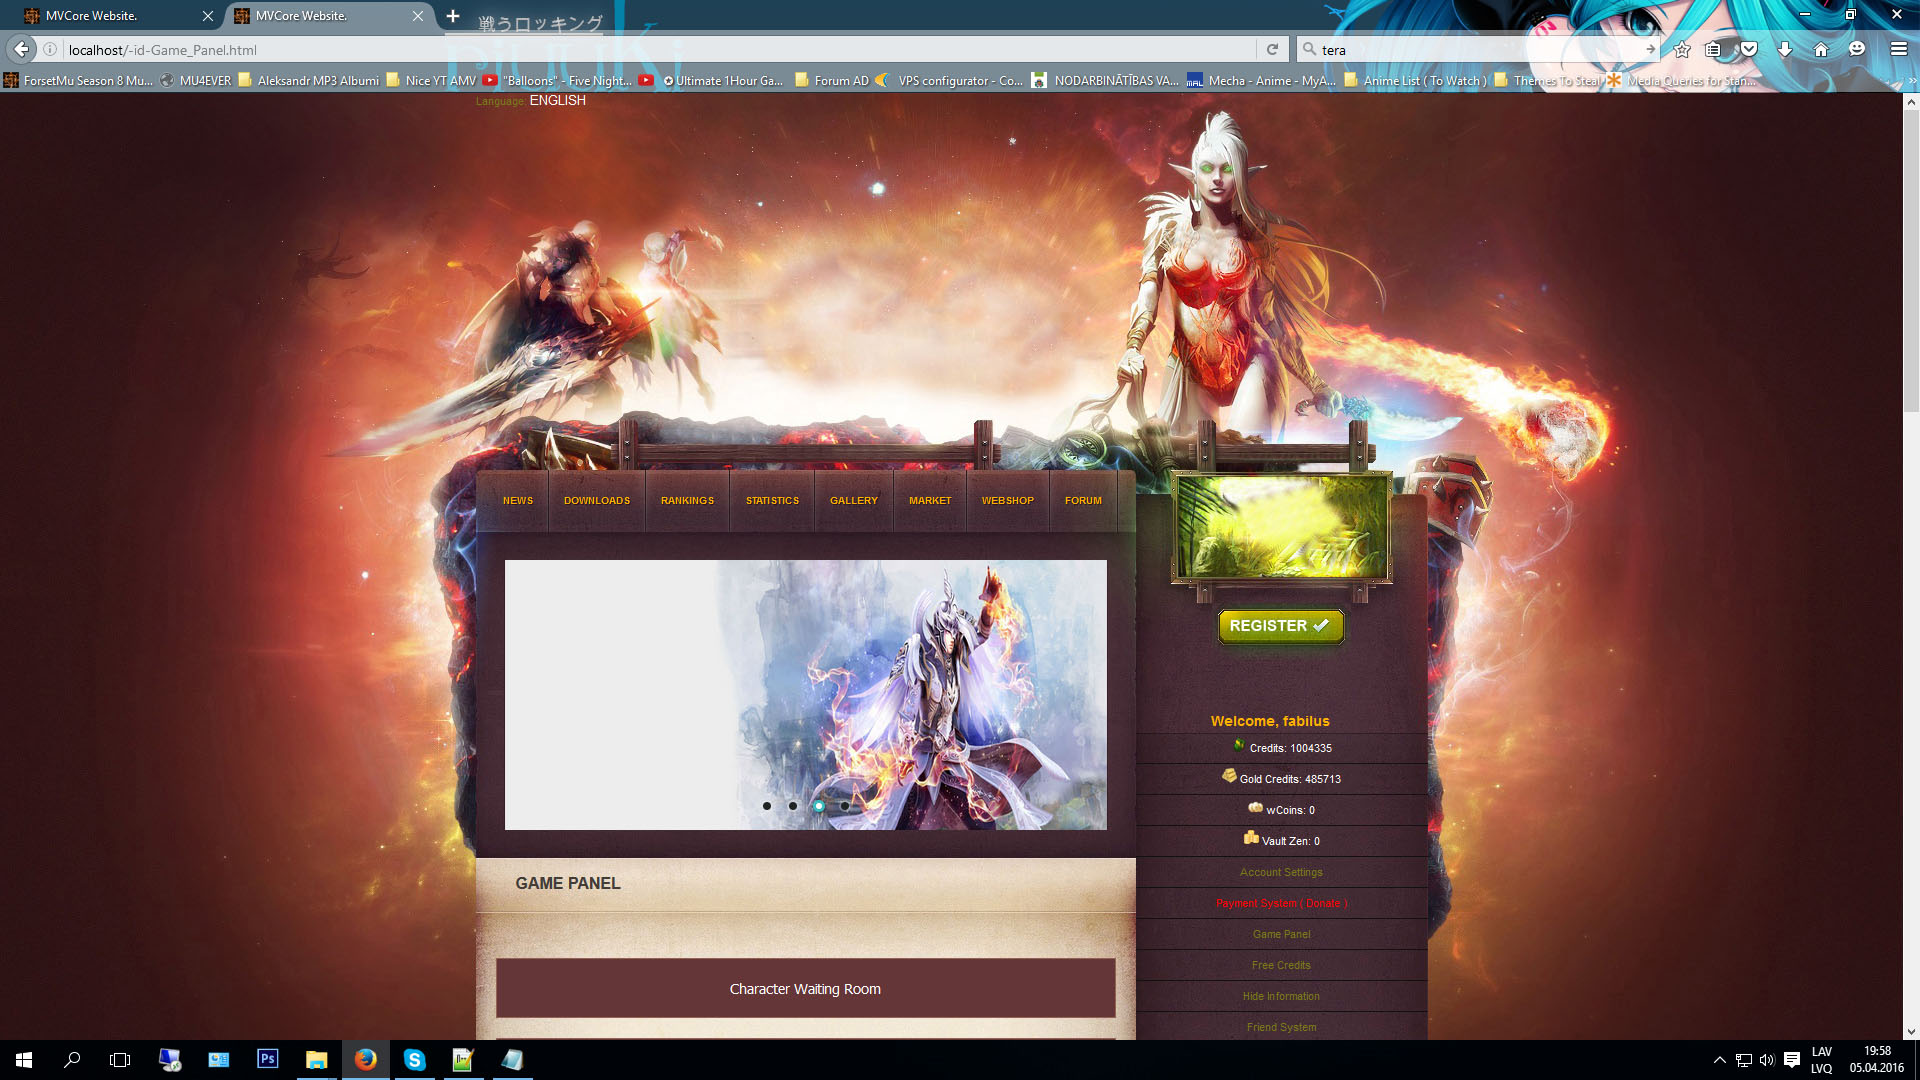 MVCore Website.
MVCore Website.
戦うロッキング
localhost/-id-Game_Panel.html
tera
ForsetMu Season 8 Mu...
MU4EVER
Aleksandr MP3 Albumi
Nice YT AMV
"Balloons" - Five Night...
✪Ultimate 1Hour Ga...
Forum AD
VPS configurator - Co...
NODARBINĀTĪBAS VA...
MAL
Mecha - Anime - MyA...
Anime List ( To Watch )
Themes To Steal
Media Queries for Stan...
Language: ENGLISH
NEWS
DOWNLOADS
RANKINGS
STATISTICS
GALLERY
MARKET
WEBSHOP
FORUM
REGISTER
Welcome, fabilus
Credits: 1004335
Gold Credits: 485713
wCoins: 0
Vault Zen: 0
Account Settings
Payment System ( Donate )
Game Panel
Free Credits
Hide Information
Friend System
GAME PANEL
Character Waiting Room
Ps
LAV
LVQ
19:58
05.04.2016